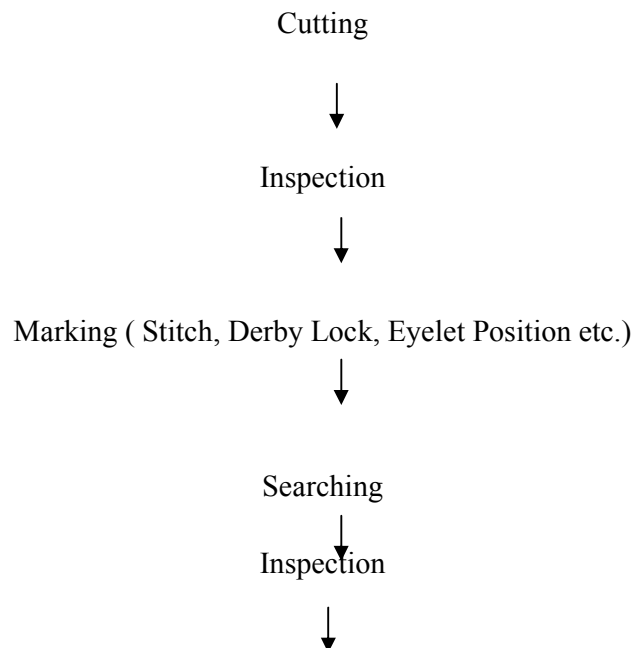 Cutting
Inspection
Marking ( Stitch, Derby Lock, Eyelet Position etc.)
Searching
Inspection